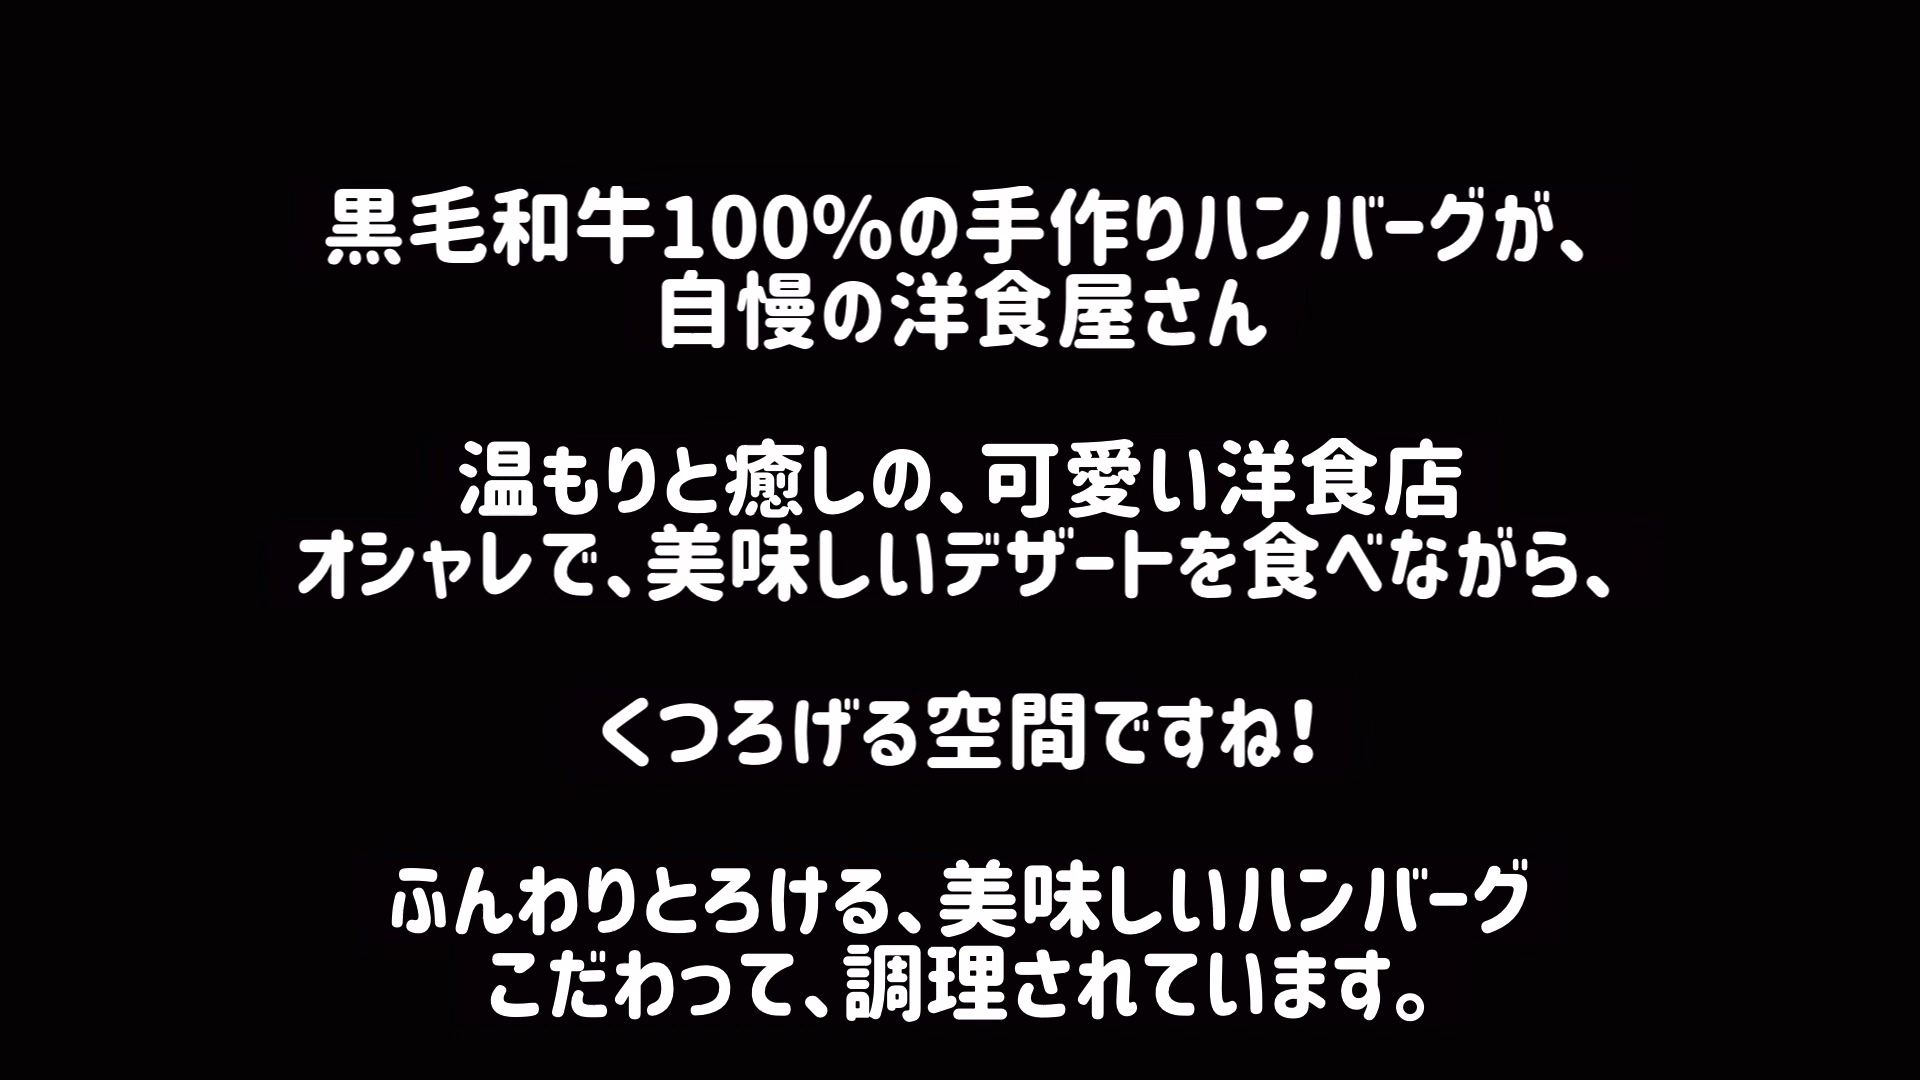 黒毛和牛100%の手作りハンバーグが、
自慢の洋食屋さん
温もりと癒しの、可愛い洋食店
オシャレで、美味しいデザートを食べながら、
くつろげる空間ですね！
ふんわりとろける、美味しいハンバーグ
こだわって、調理されています。